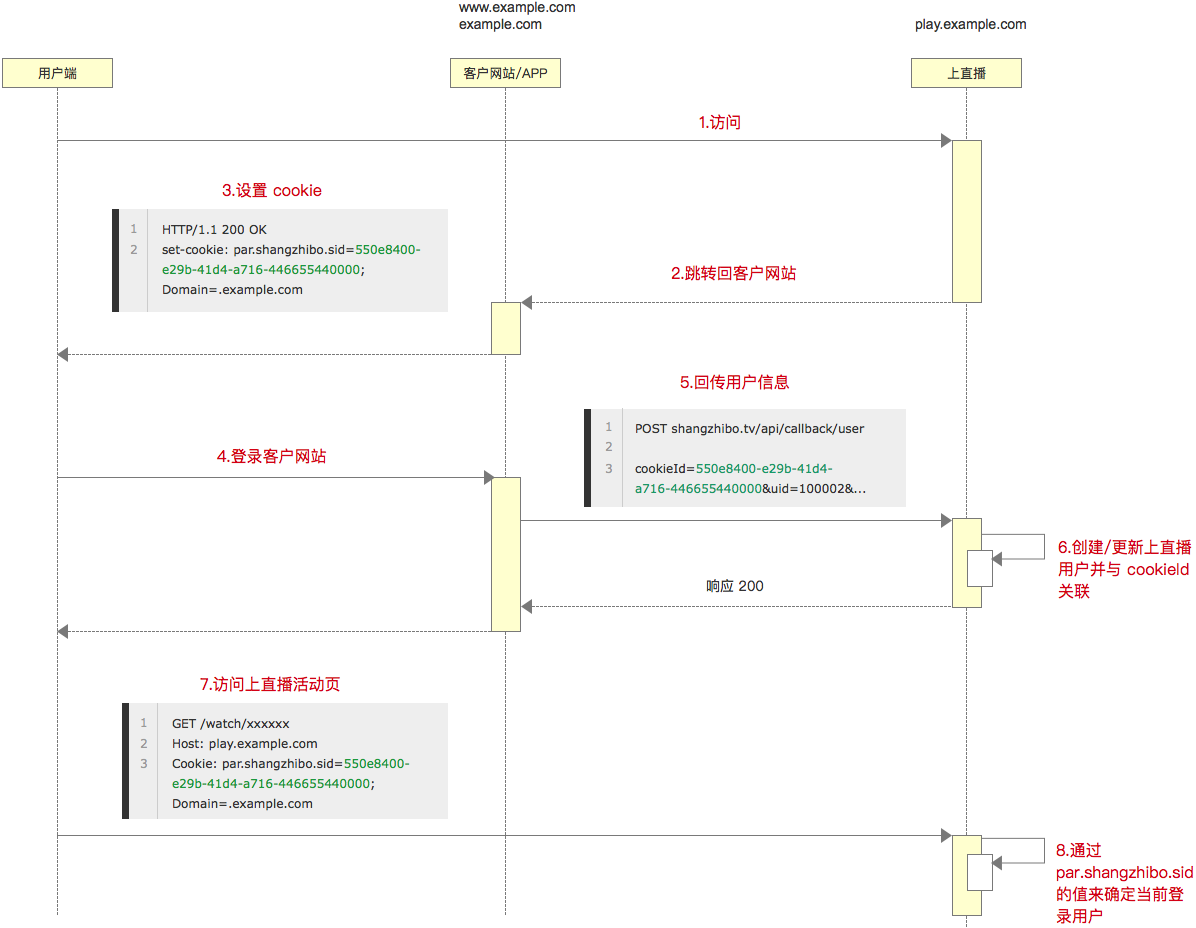 www.example.com
example.com
play.example.com
用户端
客户网站/APP
上直播
1.访问
3.设置 cookie
1 HTTP/1.1 200 OK
2 set-cookie: par.shangzhibo.sid=550e8400-
e29b-41d4-a716-446655440000;
Domain=.example.com
2.跳转回客户网站
5.回传用户信息
1 POST shangzhibo.tv/api/callback/user
2
3 cookieId=550e8400-e29b-41d4-
a716-446655440000&uid=100002&...
4.登录客户网站
6.创建/更新上直播
用户并与 cookieId
关联
响应 200
7.访问上直播活动页
1 GET /watch/xxxxxx
2 Host: play.example.com
3 Cookie: par.shangzhibo.sid=550e8400-
e29b-41d4-a716-446655440000;
Domain=.example.com
8.通过
par.shangzhibo.sid
的值来确定当前登
录用户